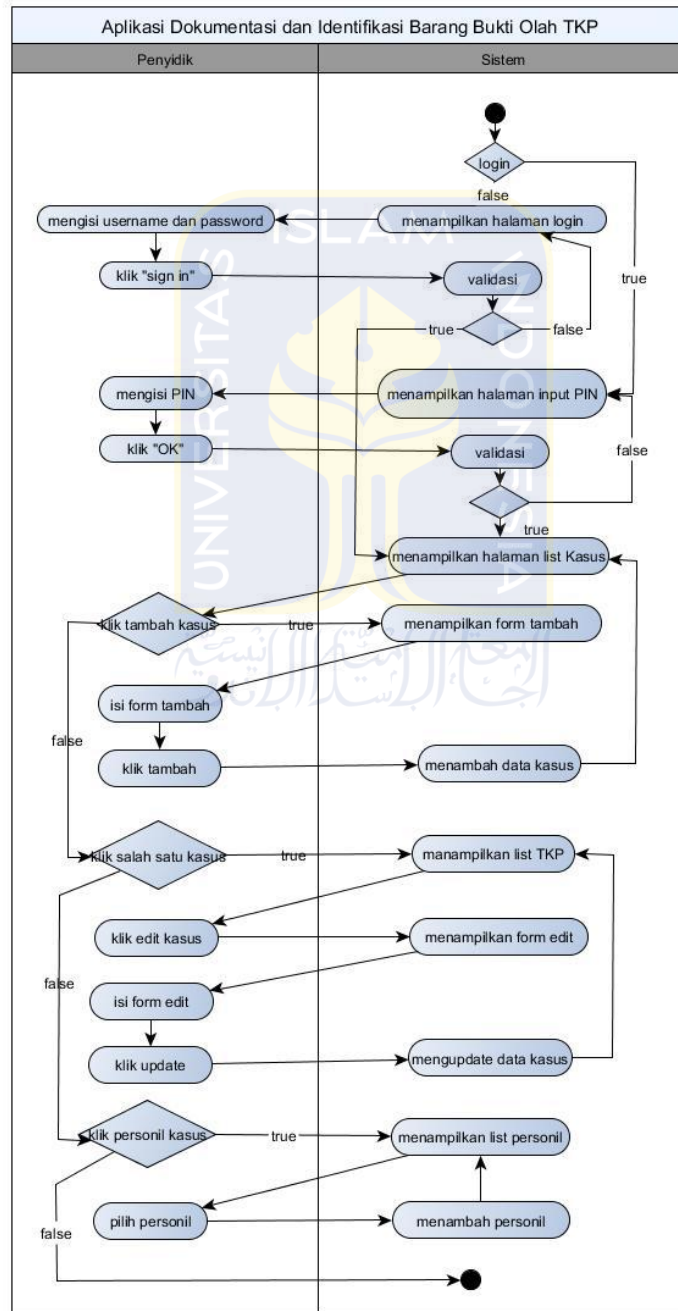 Aplikasi Dokumentasi dan Identifikasi Barang Bukti Olah TKP
Penyidik
Sistem
login
false
mengisi username dan password
menampilkan halaman login
true
klik "sign in"
validasi
true
false
mengisi PIN
menampilkan halaman input PIN
klik "OK"
validasi
false
true
menampilkan halaman list Kasus
klik tambah kasus
true
menampilkan form tambah
isi form tambah
false
klik tambah
menambah data kasus
klik salah satu kasus
true
manampilkan list TKP
klik edit kasus
menampilkan form edit
false
isi form edit
klik update
mengupdate data kasus
klik personil kasus
true
menampilkan list personil
pilih personil
menambah personil
false
UNIVERSITAS
ISLAM
INDONESIA